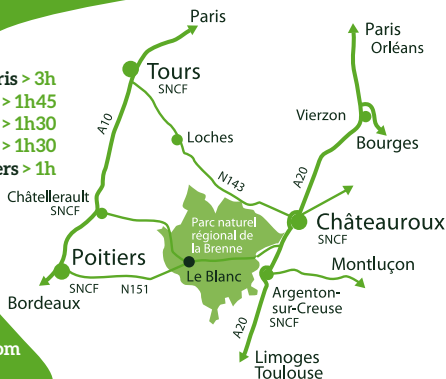 Paris
Paris
Orléans
ris > 3h
> 1h45
> 1h30
> 1h30
ers > 1h
Tours
SNCF
A10
Vierzon
Bourges
Loches
N143
A20
Châtellerault
SNCF
Parc naturel
régional de
la Brenne
Châteauroux
SNCF
Poitiers
SNCF
N151
Le Blanc
Montluçon
Bordeaux
Argenton-
sur-Creuse
SNCF
A20
Limoges
Toulouse
om